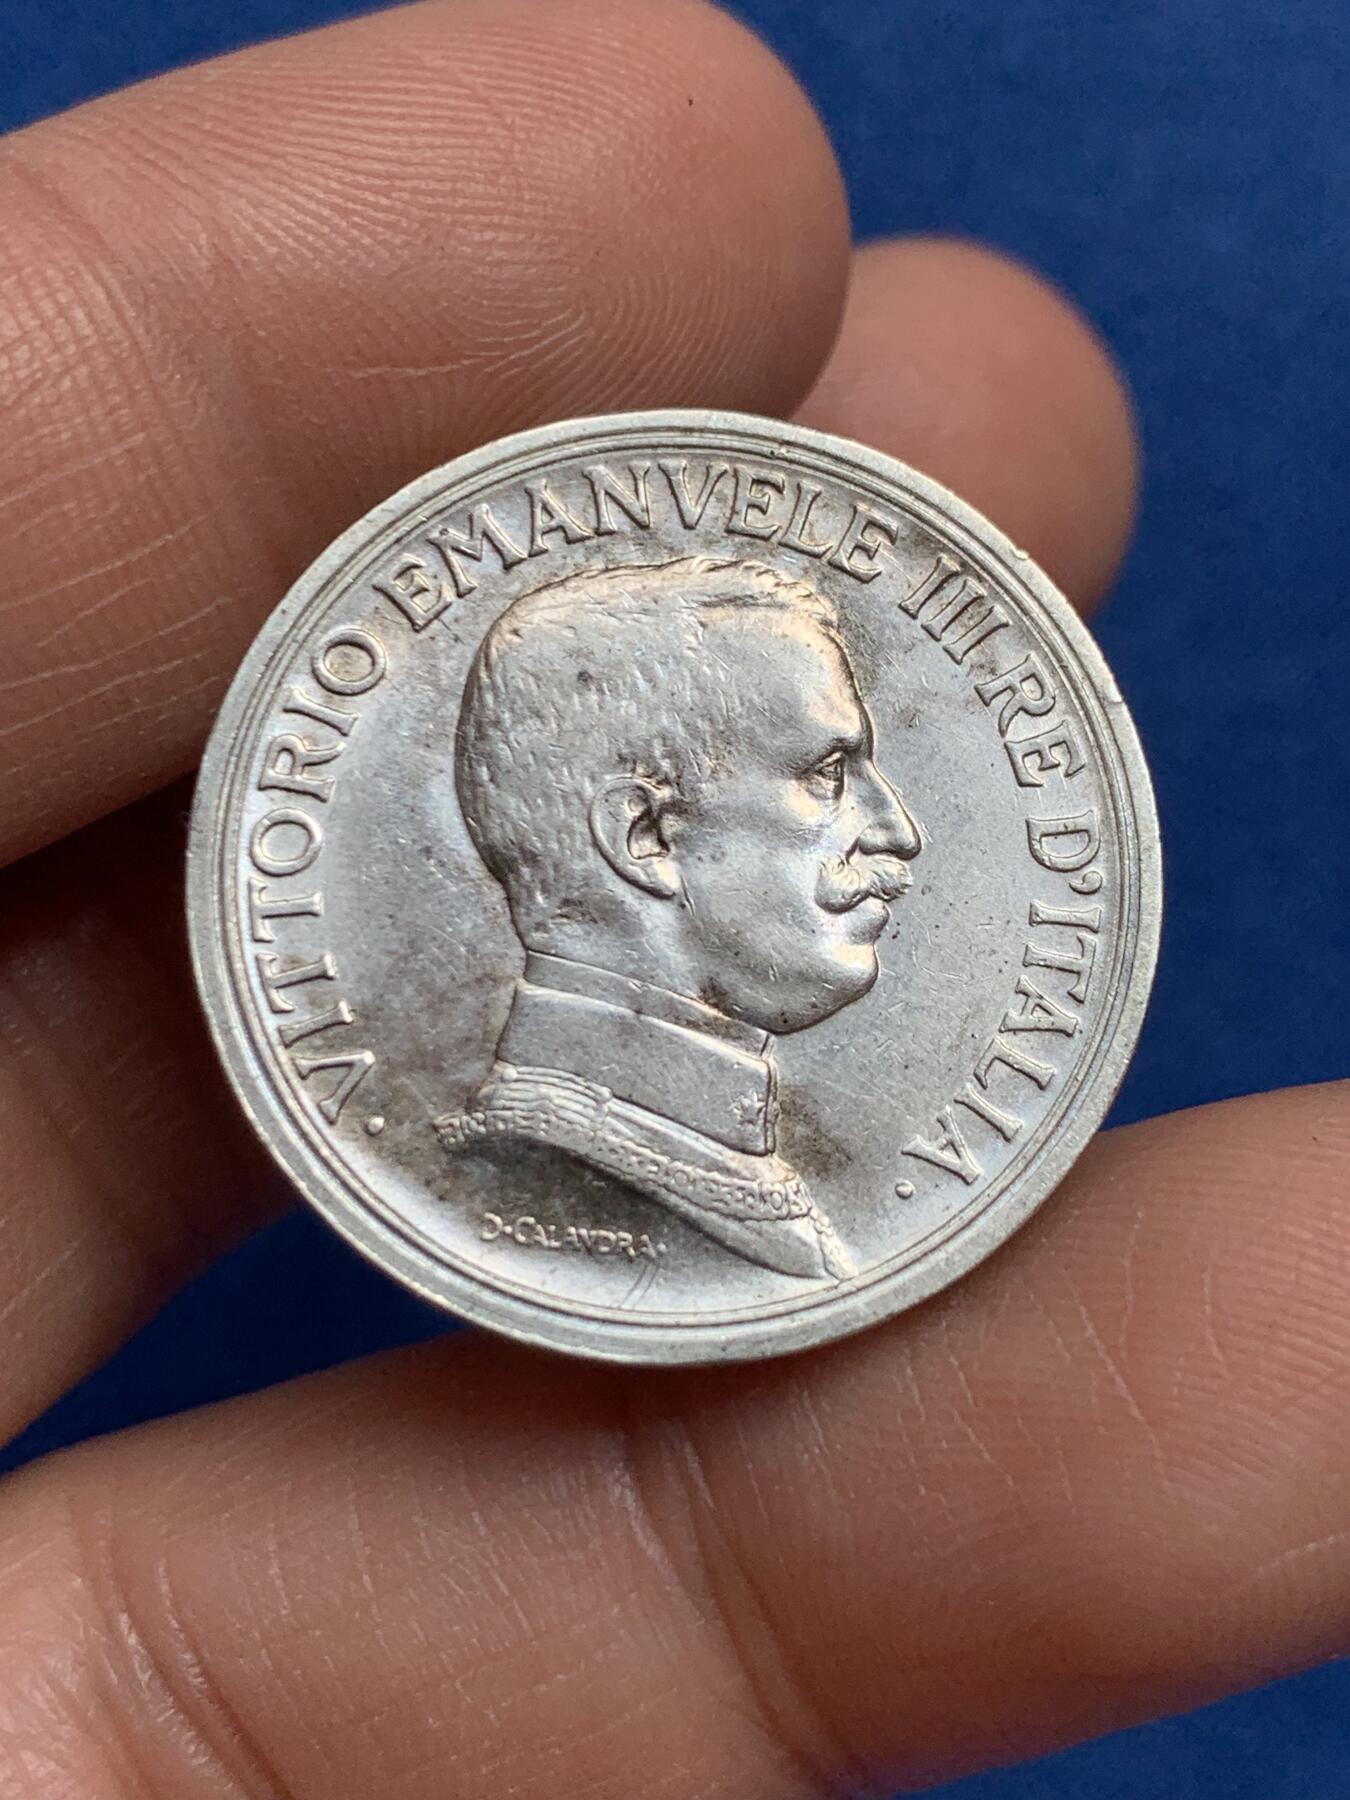 · VITTORIO EMANVELE III RE D'ITALIA ·
D·CALANDRA·